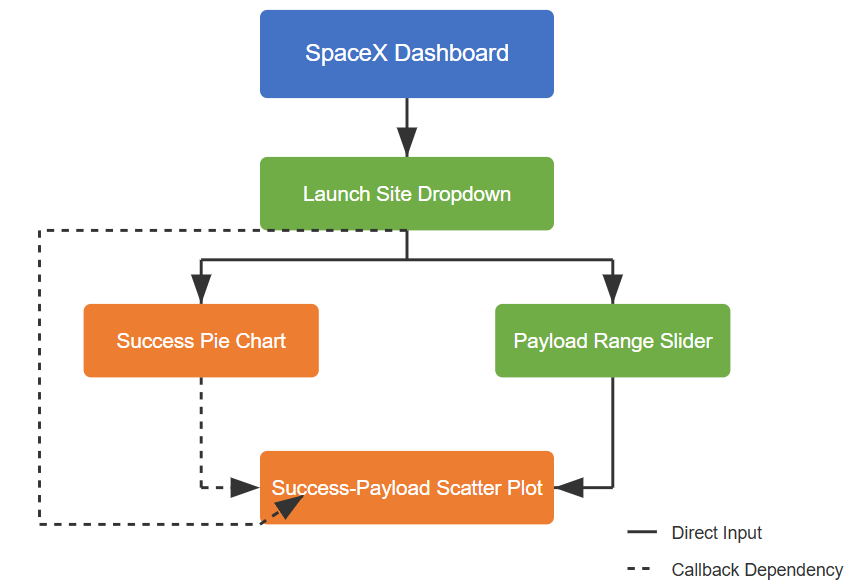 SpaceX Dashboard
Launch Site Dropdown
Success Pie Chart
Payload Range Slider
Success-Payload Scatter Plot
Direct Input
Callback Dependency